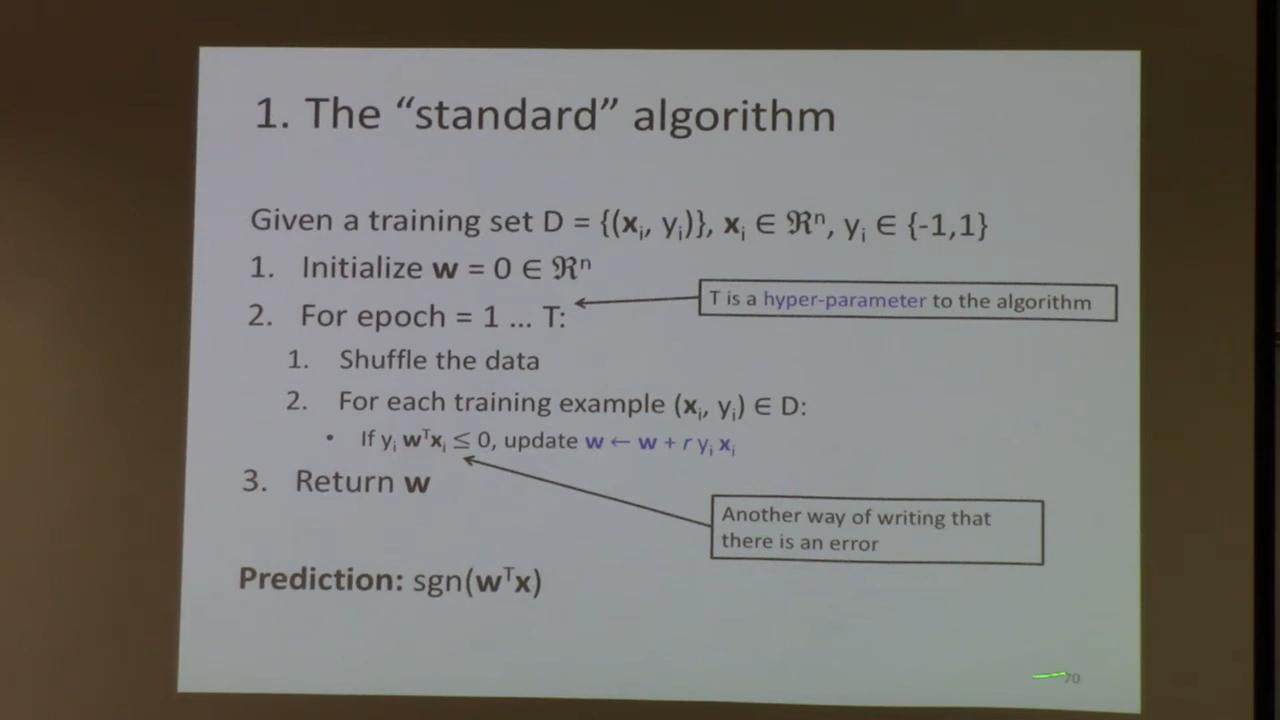 1. The “standard” algorithm
Given a training set D = {(xᵢ, yᵢ)}, xᵢ ∈ ℜⁿ, yᵢ ∈ {-1,1}
1. Initialize w = 0 ∈ ℜⁿ
2. For epoch = 1 … T:
T is a hyper-parameter to the algorithm
1. Shuffle the data
2. For each training example (xᵢ, yᵢ) ∈ D:
• If yᵢ wᵀxᵢ ≤ 0, update w ← w + r yᵢ xᵢ
3. Return w
Another way of writing that
there is an error
Prediction: sgn(wᵀx)
70